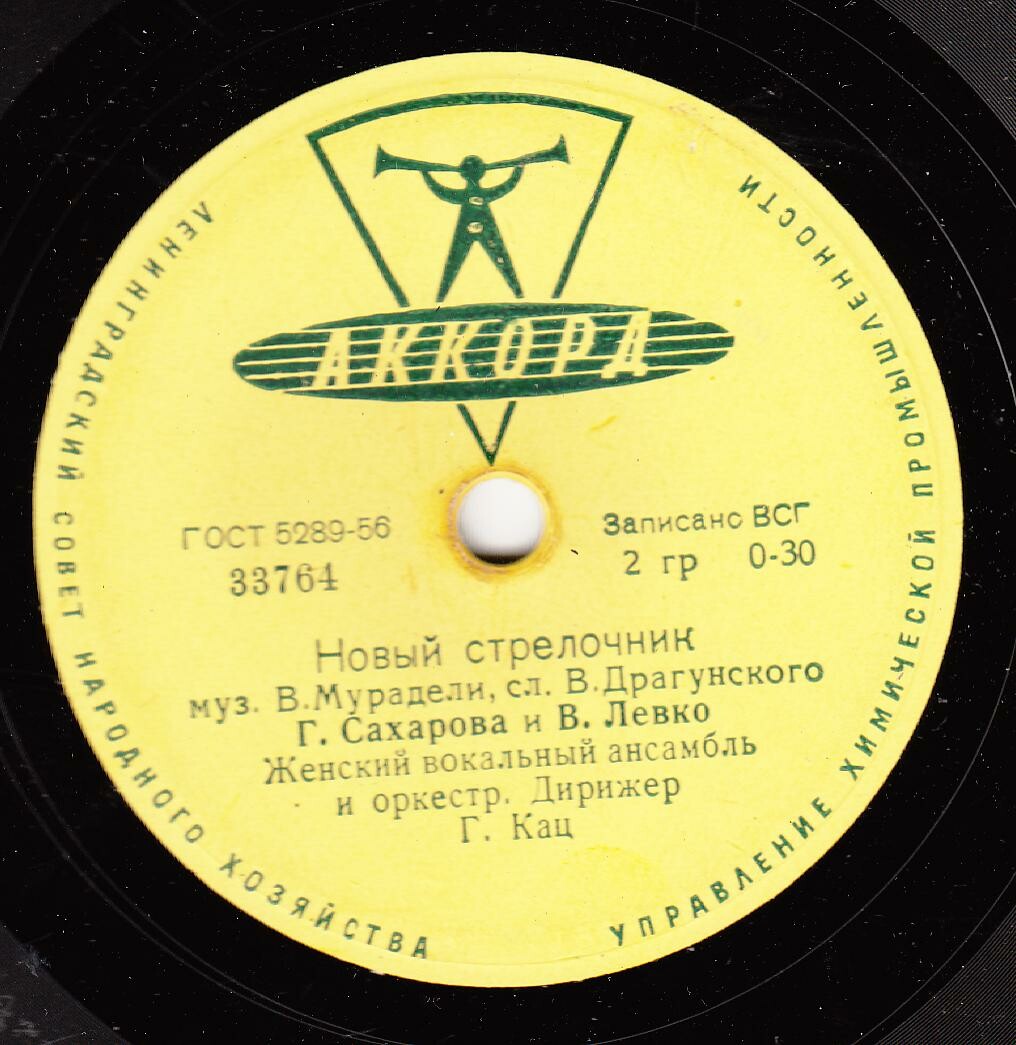 АККОРД
ЛЕНИНГРАДСКИЙ СОВЕТ НАРОДНОГО ХОЗЯЙСТВА
УПРАВЛЕНИЕ ХИМИЧЕСКОЙ ПРОМЫШЛЕННОСТИ
ГОСТ 5289-56
33764
Записано ВСГ
2 гр 0-30
Новый стрелочник
муз. В. Мурадели, сл. В. Драгунского
Г. Сахарова и В. Левко
Женский вокальный ансамбль
и оркестр. Дирижер
Г. Кац